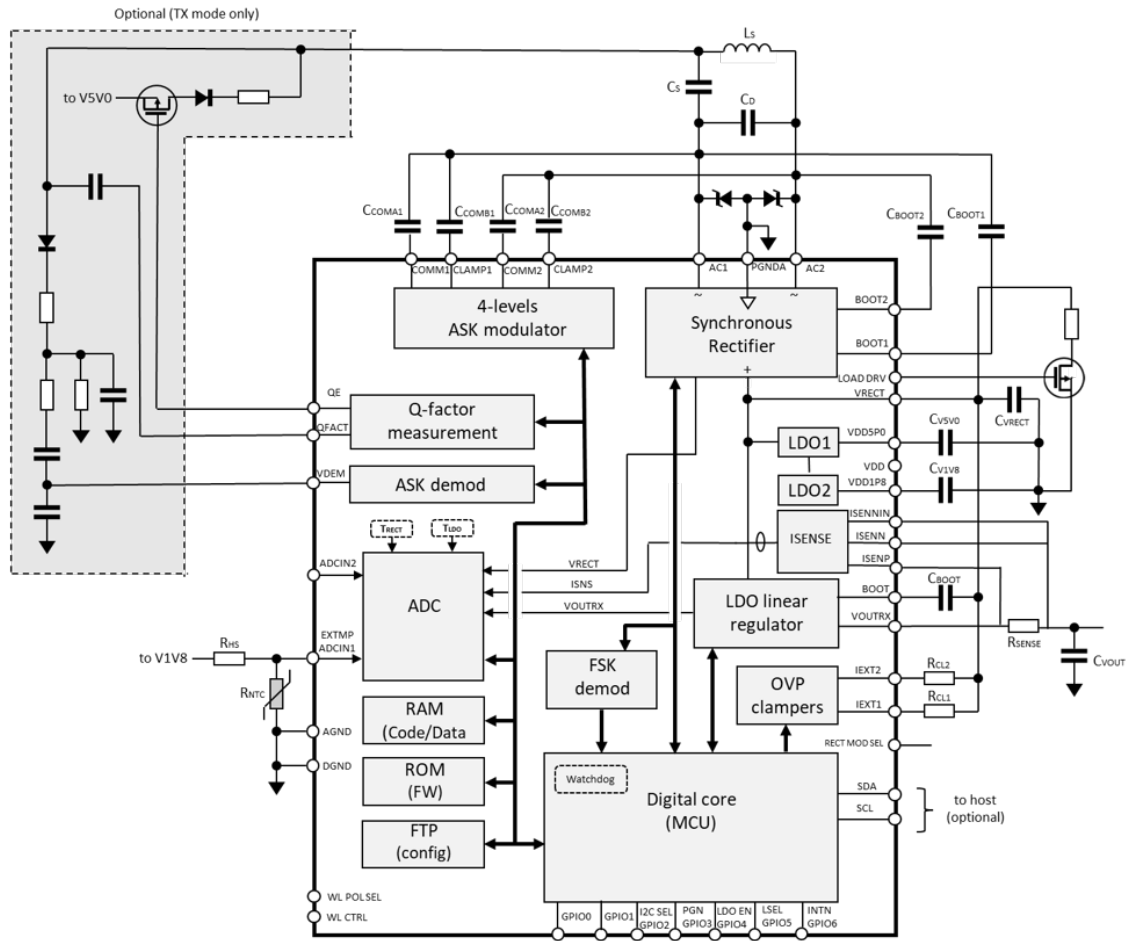 Optional (TX mode only)
LS
CS
CD
to V5V0
CCOMA1
CCOMB1
CCOMA2
CCOMB2
CBOOT2
CBOOT1
COMM1
CLAMP1
COMM2
CLAMP2
AC1
PGNDA
AC2
4-levels
ASK modulator
~
~
Synchronous
Rectifier
+
BOOT2
BOOT1
LOAD DRV
VRECT
CVRECT
QE
QFACT
Q-factor
measurement
VDEM
ASK demod
LDO1
VDD5P0
CV5V0
VDD
LDO2
VDD1P8
CV1V8
TRECT
TLDO
ISENSE
ISENNIN
ISENN
ISENP
ADCIN2
ADC
VRECT
ISNS
VOUTRX
LDO linear
regulator
BOOT
CBOOT
VOUTRX
RSENSE
CVOUT
to V1V8
RHS
EXTMP
ADCIN1
RNTC
FSK
demod
OVP
clampers
IEXT2
RCL2
IEXT1
RCL1
RAM
(Code/Data
AGND
RECT MOD SEL
DGND
ROM
(FW)
Watchdog
Digital core
(MCU)
SDA
SCL
to host
(optional)
FTP
(config)
WL POL SEL
WL CTRL
GPIO0
GPIO1
I2C SEL
GPIO2
PGN
GPIO3
LDO EN
GPIO4
LSEL
GPIO5
INTN
GPIO6